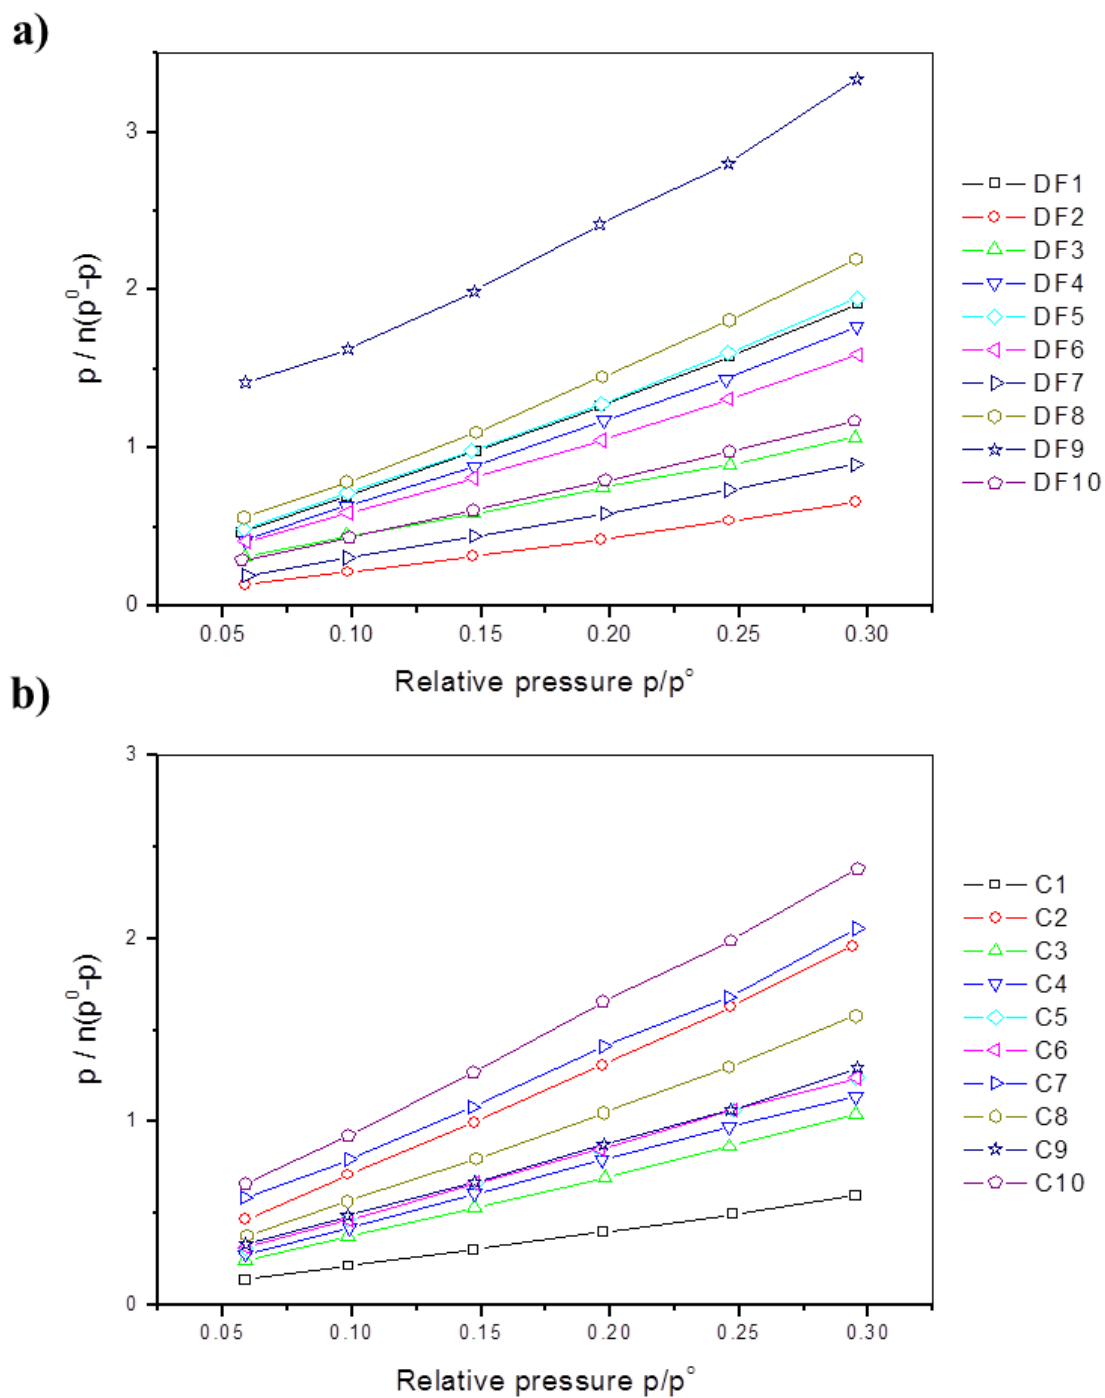 a)
p / n(p⁰-p)
3
2
1
0
0.05 0.10 0.15 0.20 0.25 0.30
Relative pressure p/p°
DF1
DF2
DF3
DF4
DF5
DF6
DF7
DF8
DF9
DF10
b)
p / n(p⁰-p)
3
2
1
0
0.05 0.10 0.15 0.20 0.25 0.30
Relative pressure p/p°
C1
C2
C3
C4
C5
C6
C7
C8
C9
C10